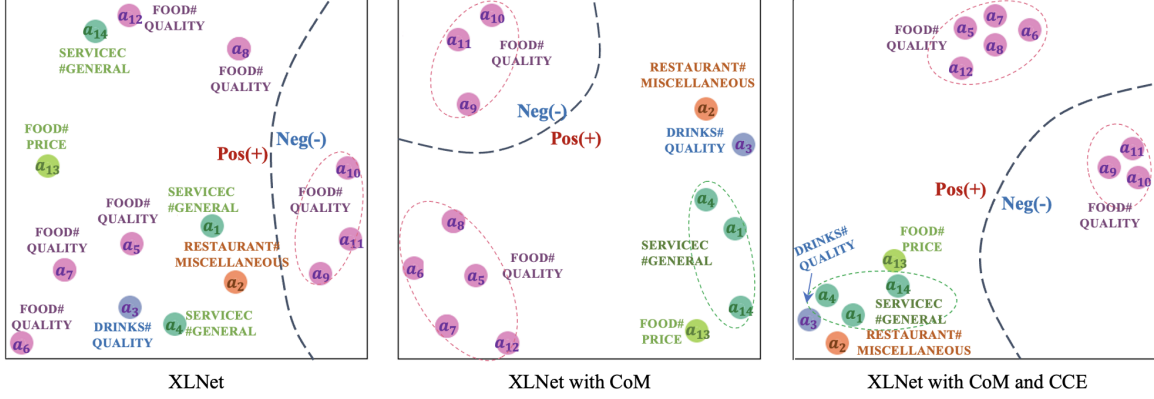 a12
FOOD#
QUALITY
a14
SERVICEC
#GENERAL
a8
FOOD#
QUALITY
FOOD#
PRICE
a13
Pos(+)
Neg(-)
a10
FOOD#
QUALITY
a11
a9
SERVICEC
#GENERAL
a1
FOOD#
QUALITY
a5
FOOD#
QUALITY
a7
RESTAURANT#
MISCELLANEOUS
a2
FOOD#
QUALITY
a6
a3
DRINKS#
QUALITY
a4
SERVICEC
#GENERAL
XLNet
a10
a11
FOOD#
QUALITY
a9
Neg(-)
Pos(+)
RESTAURANT#
MISCELLANEOUS
a2
DRINKS#
QUALITY
a3
a8
a6
a5
FOOD#
QUALITY
a7
a12
a4
a1
SERVICEC
#GENERAL
a14
FOOD#
PRICE
a13
XLNet with CoM
FOOD#
QUALITY
a7
a5
a6
a8
a12
a11
a9
a10
FOOD#
QUALITY
Pos(+)
Neg(-)
DRINKS#
QUALITY
FOOD#
PRICE
a13
a14
a4
a1
SERVICEC
#GENERAL
a3
a2
RESTAURANT#
MISCELLANEOUS
XLNet with CoM and CCE